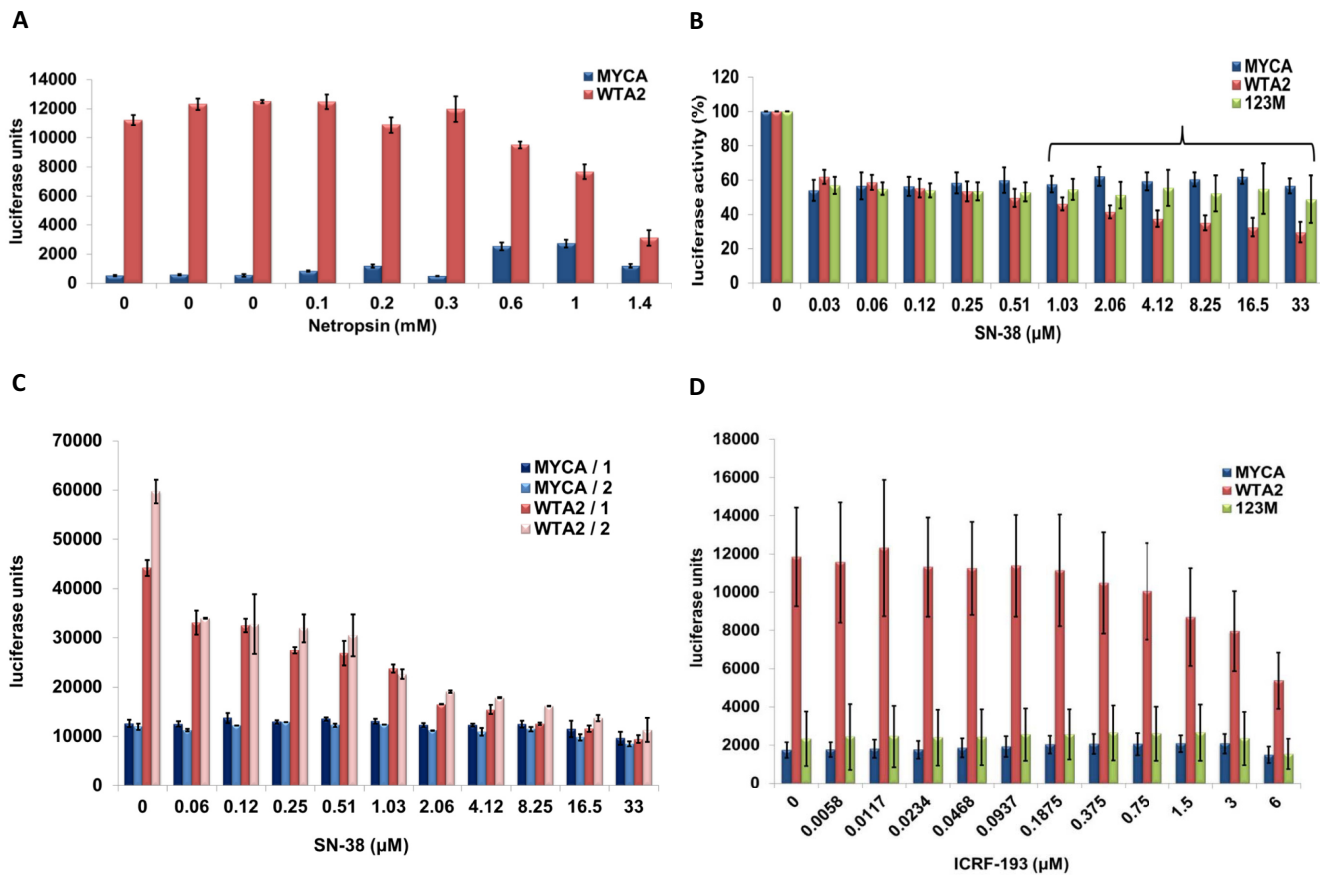 A
14000
12000
10000
8000
6000
4000
2000
0
luciferase units
MYCA
WTA2
0 0 0 0.1 0.2 0.3 0.6 1 1.4
Netropsin (mM)
B
120
100
80
60
40
20
0
luciferase activity (%)
MYCA
WTA2
123M
0 0.03 0.06 0.12 0.25 0.51 1.03 2.06 4.12 8.25 16.5 33
SN-38 (µM)
C
70000
60000
50000
40000
30000
20000
10000
0
luciferase units
MYCA / 1
MYCA / 2
WTA2 / 1
WTA2 / 2
0 0.06 0.12 0.25 0.51 1.03 2.06 4.12 8.25 16.5 33
SN-38 (µM)
D
18000
16000
14000
12000
10000
8000
6000
4000
2000
0
luciferase units
MYCA
WTA2
123M
0 0.0058 0.0117 0.0234 0.0468 0.0937 0.1875 0.375 0.75 1.5 3 6
ICRF-193 (µM)